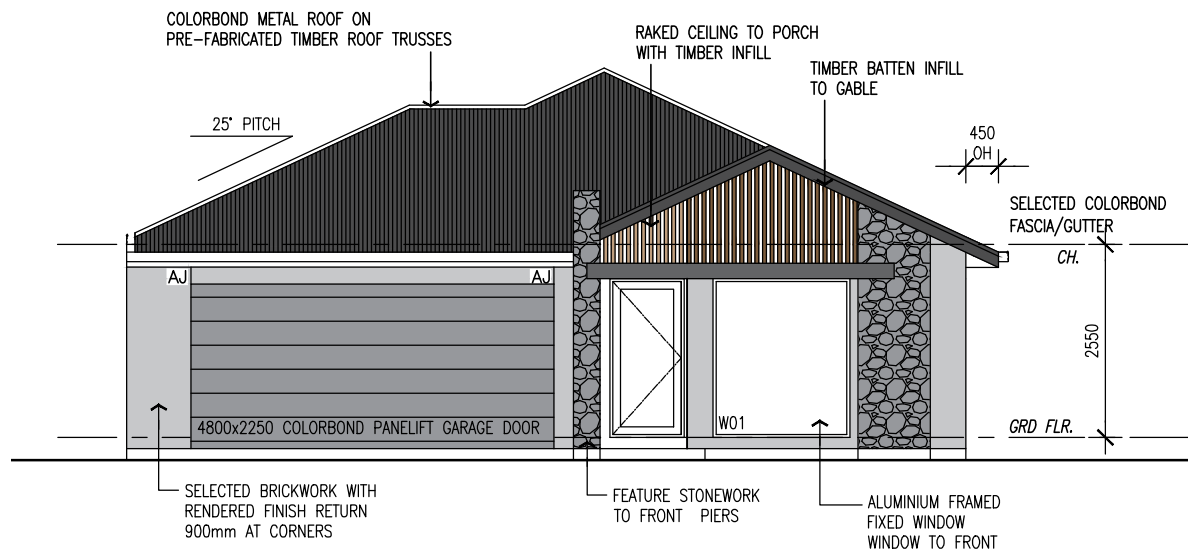 COLORBOND METAL ROOF ON
PRE-FABRICATED TIMBER ROOF TRUSSES
RAKED CEILING TO PORCH
WITH TIMBER INFILL
TIMBER BATTEN INFILL
TO GABLE
25° PITCH
450
OH
SELECTED COLORBOND
FASCIA/GUTTER
CH.
AJ
AJ
2550
W01
4800x2250 COLORBOND PANELIFT GARAGE DOOR
GRD FLR.
SELECTED BRICKWORK WITH
RENDERED FINISH RETURN
900mm AT CORNERS
FEATURE STONEWORK
TO FRONT PIERS
ALUMINIUM FRAMED
FIXED WINDOW
WINDOW TO FRONT